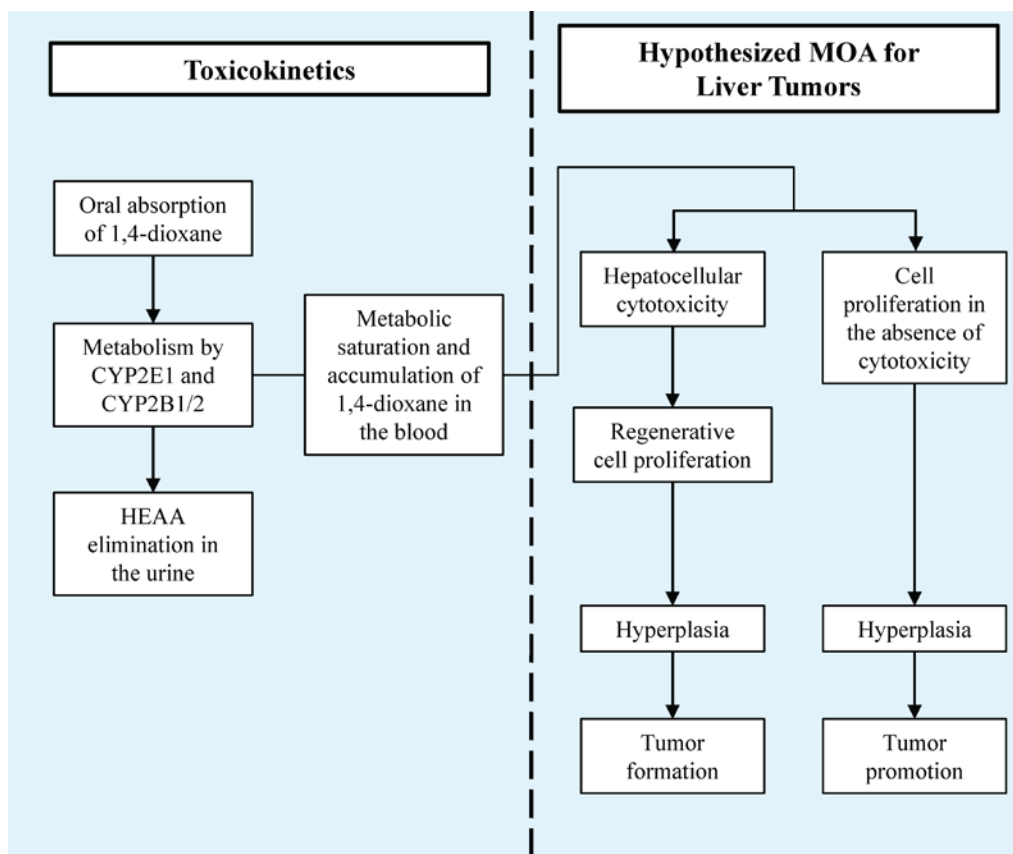 Toxicokinetics
Oral absorption
of 1,4-dioxane
Metabolism by
CYP2E1 and
CYP2B1/2
HEAA
elimination in
the urine
Metabolic
saturation and
accumulation of
1,4-dioxane in
the blood
Hypothesized MOA for
Liver Tumors
Hepatocellular
cytotoxicity
Regenerative
cell proliferation
Hyperplasia
Tumor
formation
Cell
proliferation in
the absence of
cytotoxicity
Hyperplasia
Tumor
promotion